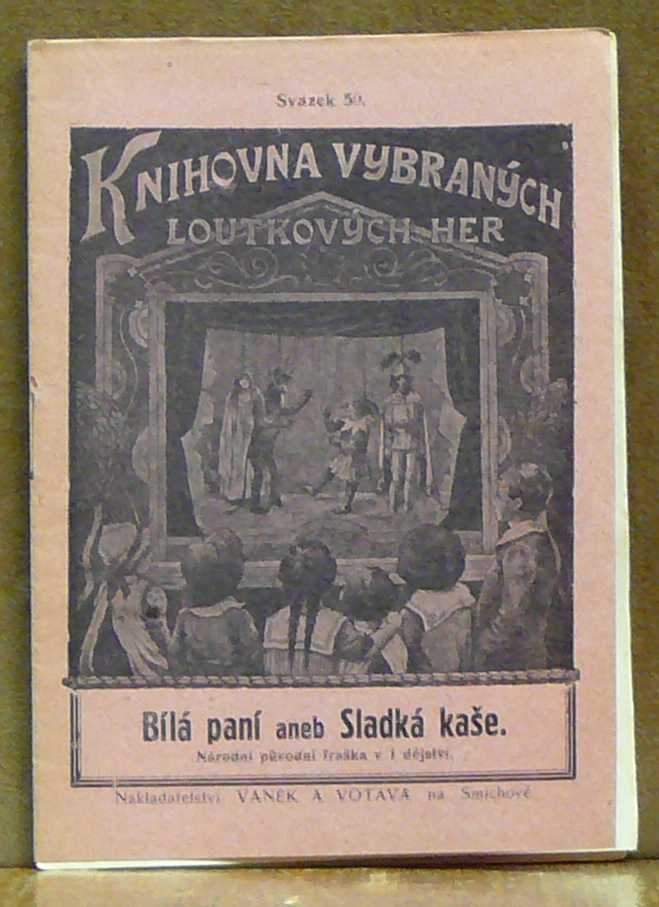 Svazek 50.
KNIHOVNA VYBRANÝCH
LOUTKOVÝCH HER
Bílá paní aneb Sladká kaše.
Národní původní fraška v 1 dějství.
Nakladatelství VANĚK A VOTAVA na Smíchově